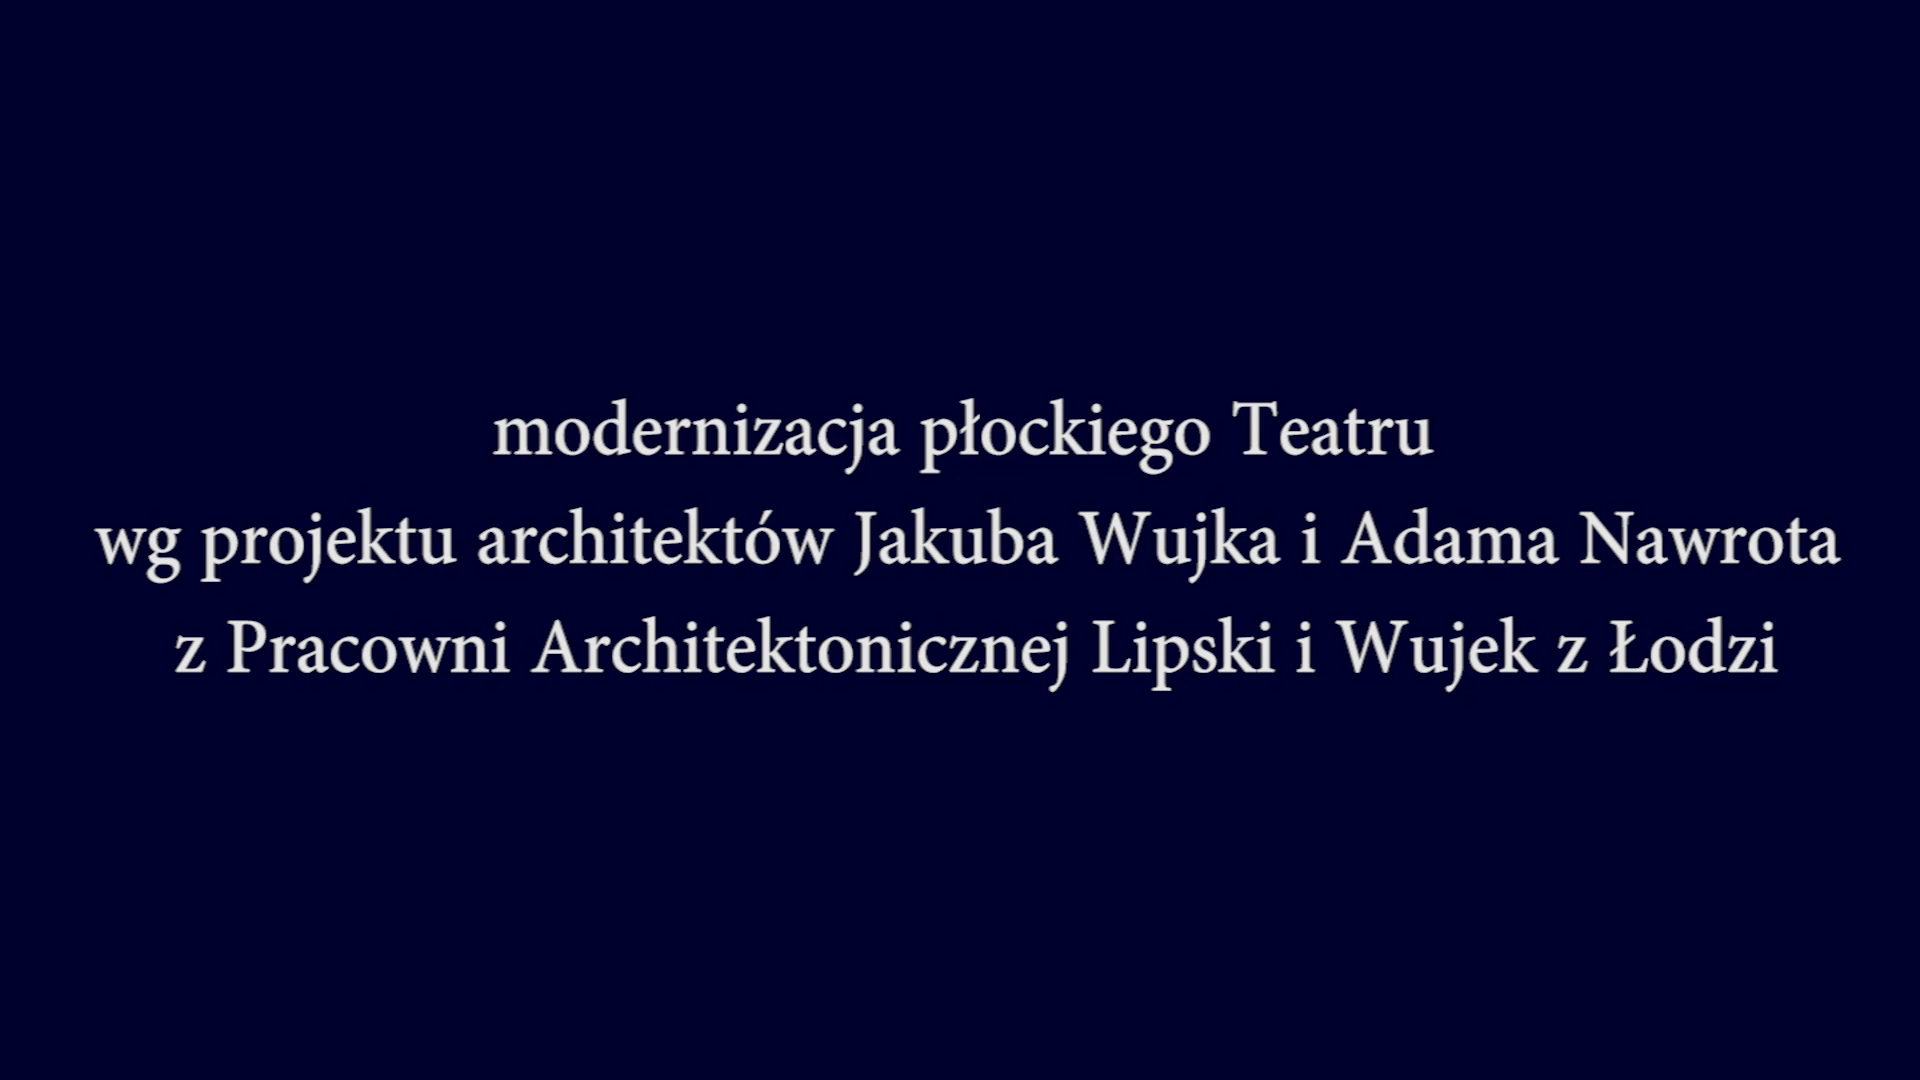 modernizacja płockiego Teatru
wg projektu architektów Jakuba Wujka i Adama Nawrota
z Pracowni Architektonicznej Lipski i Wujek z Łodzi